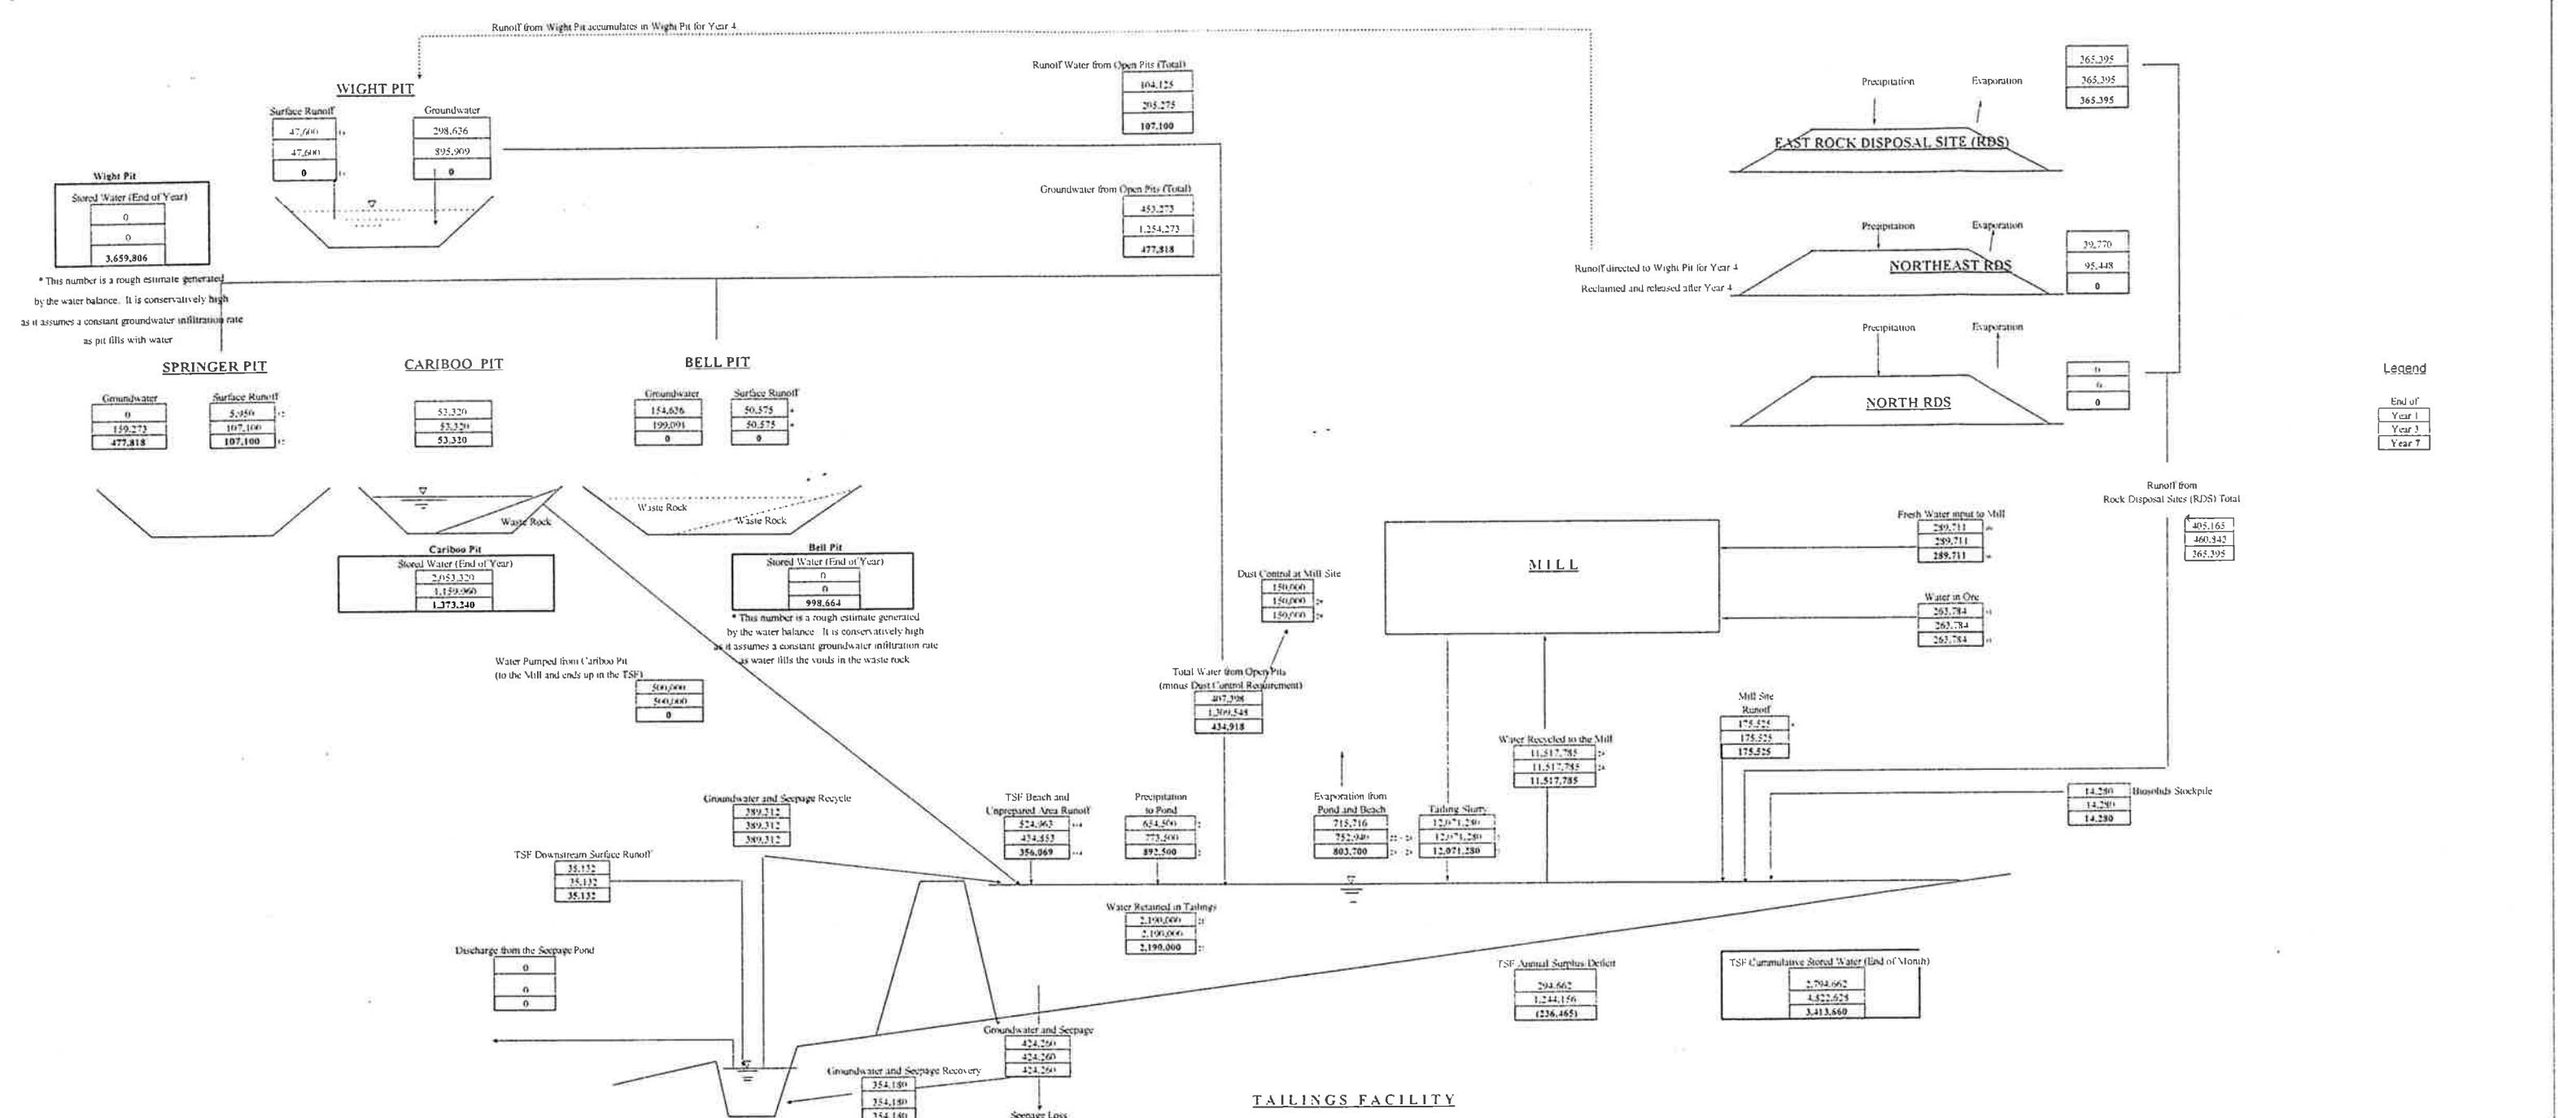 Runoff from Wight Pit accumulates in Wight Pit for Year 4
WIGHT PIT
Surface Runoff
47,600
47,600
0
Groundwater
298,636
895,909
0
Wight Pit
Stored Water (End of Year)
0
0
3,659,806
* This number is a rough estimate generated
by the water balance. It is conservatively high
as it assumes a constant groundwater infiltration rate
as pit fills with water
Runoff Water from Open Pits (Total)
104,125
205,275
107,100
Groundwater from Open Pits (Total)
453,273
1,254,273
477,818
Precipitation
Evaporation
EAST ROCK DISPOSAL SITE (RDS)
365,395
365,395
365,395
Precipitation
Evaporation
NORTHEAST RDS
39,770
95,448
0
Runoff directed to Wight Pit for Year 4
Reclaimed and released after Year 4
Precipitation
Evaporation
NORTH RDS
0
0
0
Legend
End of
Year 1
Year 3
Year 7
SPRINGER PIT
Groundwater
0
159,273
477,818
Surface Runoff
5,950
107,100
107,100
CARIBOO PIT
53,320
53,320
53,320
BELL PIT
Groundwater
154,636
199,091
0
Surface Runoff
50,575
50,575
0
Waste Rock
Waste Rock
Waste Rock
Cariboo Pit
Stored Water (End of Year)
2,053,320
1,159,960
1,373,240
Bell Pit
Stored Water (End of Year)
0
0
998,664
* This number is a rough estimate generated
by the water balance. It is conservatively high
as it assumes a constant groundwater infiltration rate
as water fills the voids in the waste rock
Water Pumped from Cariboo Pit
(to the Mill and ends up in the TSF)
500,000
500,000
0
Dust Control at Mill Site
150,000
150,000
150,000
Total Water from Open Pits
(minus Dust Control Requirement)
407,398
1,309,548
434,918
MILL
Fresh Water input to Mill
289,711
289,711
289,711
Water in Ore
263,784
263,784
263,784
Runoff from
Rock Disposal Sites (RDS) Total
405,165
460,843
365,395
Mill Site
Runoff
175,525
175,525
175,525
Water Recycled to the Mill
11,517,785
11,517,785
11,517,785
Biosolids Stockpile
14,280
14,280
14,280
Groundwater and Seepage Recycle
389,312
389,312
389,312
TSF Beach and
Unprepared Area Runoff
524,963
434,553
356,069
Precipitation
to Pond
654,500
773,500
892,500
Evaporation from
Pond and Beach
715,716
752,940
803,700
Tailing Slurry
12,071,280
12,071,280
12,071,280
TSF Downstream Surface Runoff
35,132
35,132
35,132
Water Retained in Tailings
2,190,000
2,190,000
2,190,000
Discharge from the Seepage Pond
0
0
0
TSF Annual Surplus/Deficit
294,662
1,244,156
(236,465)
TSF Cummulative Stored Water (End of Month)
2,794,662
4,822,628
3,413,660
Groundwater and Seepage
424,260
424,260
424,260
Groundwater and Seepage Recovery
354,180
354,180
354,180
Seepage Loss
TAILINGS FACILITY